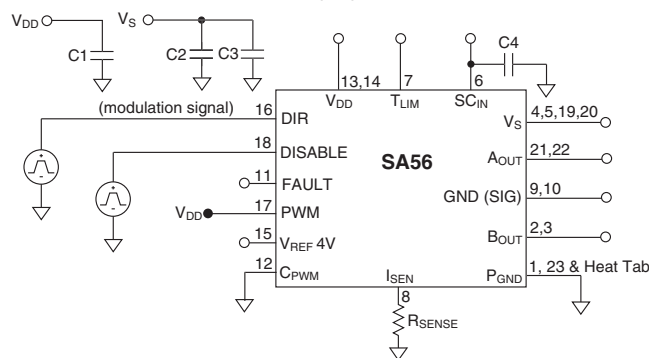 VDD
VS
C1
C2
C3
C4
13,14
7
6
VDD
TLIM
SCIN
(modulation signal)
16
DIR
18
DISABLE
11
FAULT
VDD
17
PWM
15
VREF 4V
12
CPWM
SA56
4,5,19,20
VS
21,22
AOUT
9,10
GND (SIG)
2,3
BOUT
1, 23 & Heat Tab
PGND
ISEN
8
RSENSE